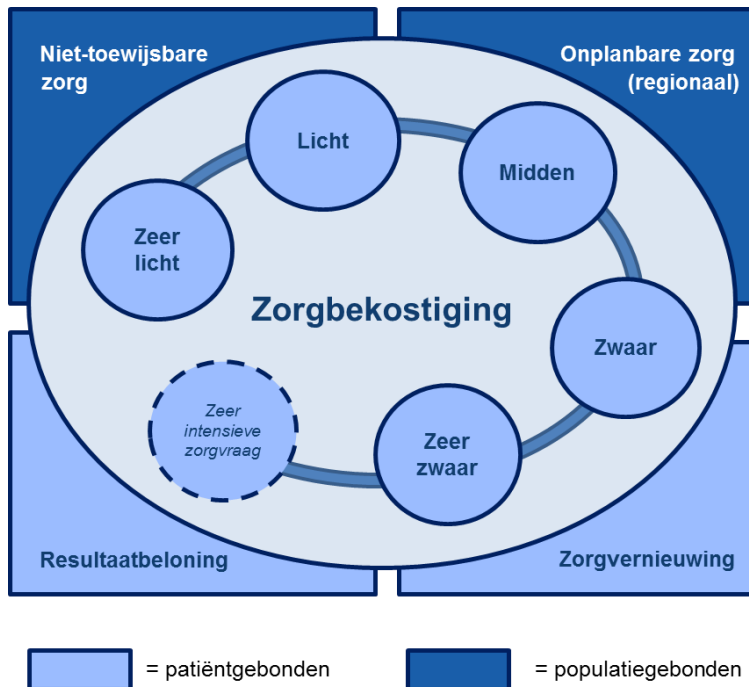 Niet-toewijsbare
zorg
Onplanbare zorg
(regionaal)
Licht
Midden
Zeer
licht
Zorgbekostiging
Zwaar
Zeer
intensieve
zorgvraag
Zeer
zwaar
Resultaatbeloning
Zorgvernieuwing
= patiëntgebonden
= populatiegebonden